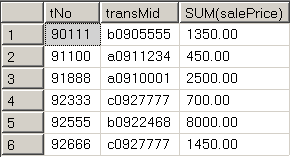 tNo transMid SUM(salePrice)
1 90111 b0905555 1350.00
2 91100 a0911234 450.00
3 91888 a0910001 2500.00
4 92333 c0927777 700.00
5 92555 b0922468 8000.00
6 92666 c0927777 1450.00